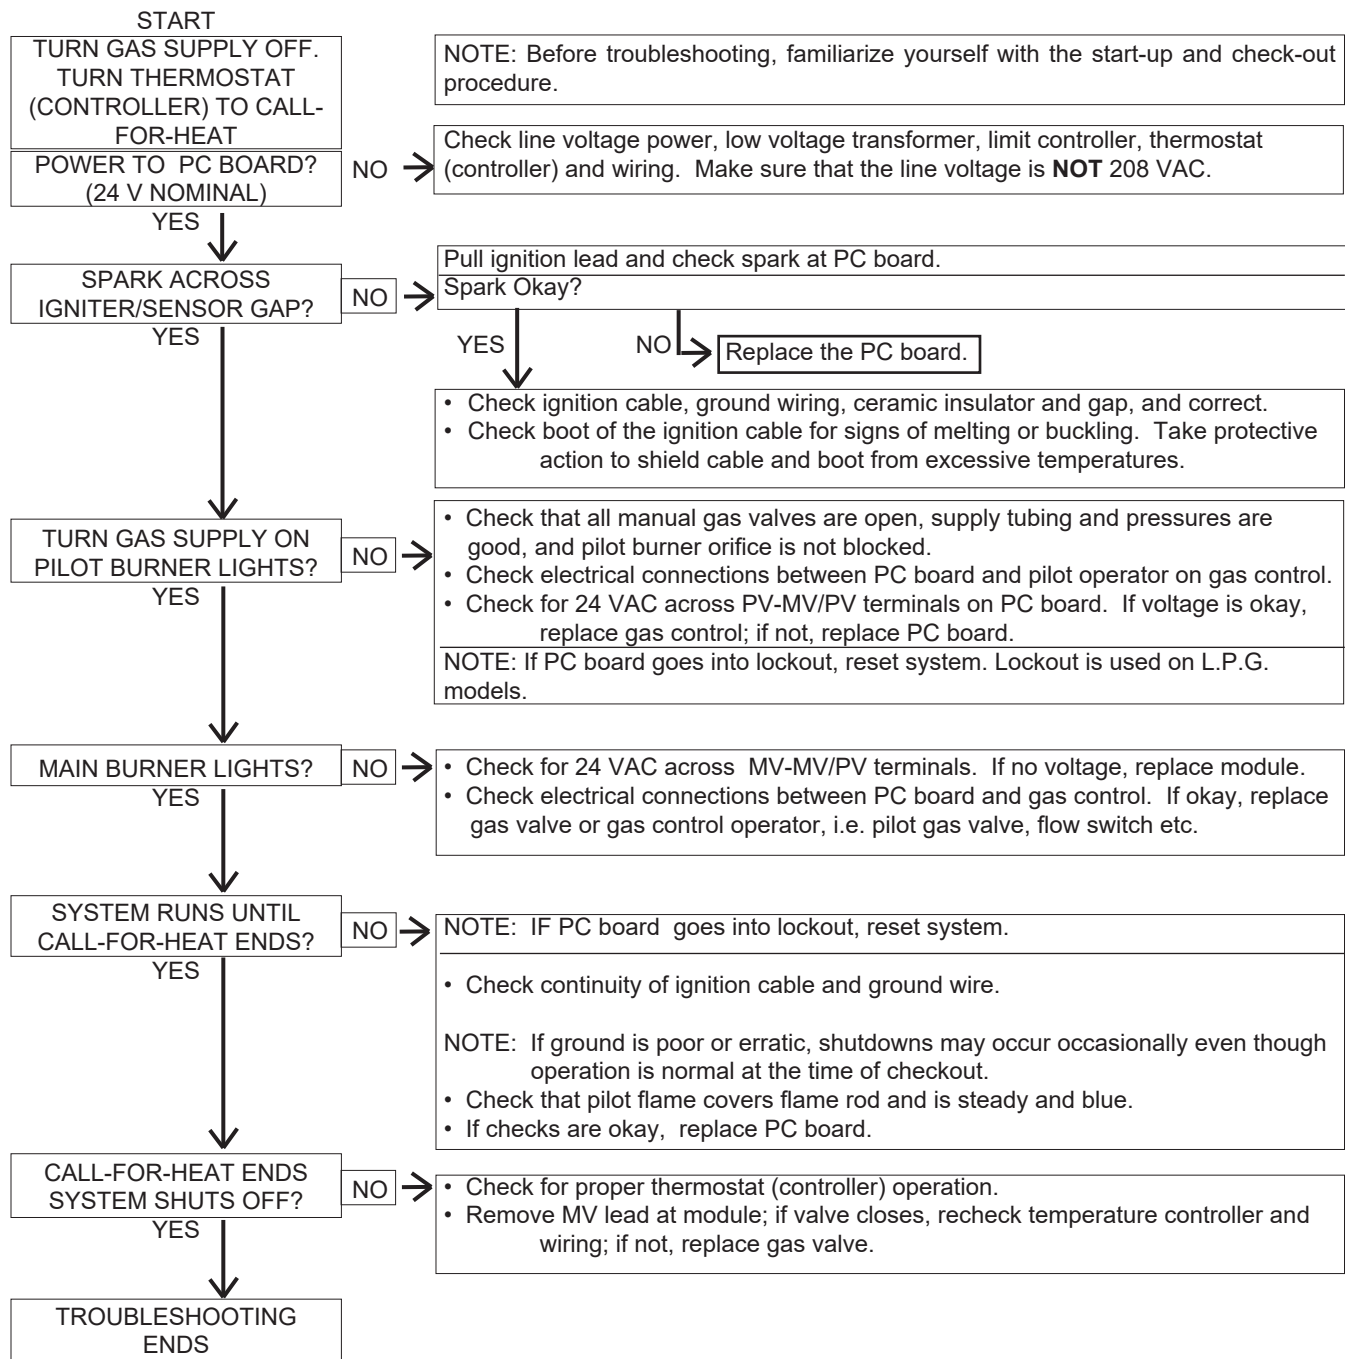 START
TURN GAS SUPPLY OFF.
TURN THERMOSTAT
(CONTROLLER) TO CALL-
FOR-HEAT
NOTE: Before troubleshooting, familiarize yourself with the start-up and check-out
procedure.
POWER TO PC BOARD?
(24 V NOMINAL)
NO
Check line voltage power, low voltage transformer, limit controller, thermostat
(controller) and wiring. Make sure that the line voltage is NOT 208 VAC.
YES
SPARK ACROSS
IGNITER/SENSOR GAP?
NO
Pull ignition lead and check spark at PC board.
Spark Okay?
YES
YES
NO
Replace the PC board.
• Check ignition cable, ground wiring, ceramic insulator and gap, and correct.
• Check boot of the ignition cable for signs of melting or buckling. Take protective
action to shield cable and boot from excessive temperatures.
TURN GAS SUPPLY ON
PILOT BURNER LIGHTS?
NO
• Check that all manual gas valves are open, supply tubing and pressures are
good, and pilot burner orifice is not blocked.
• Check electrical connections between PC board and pilot operator on gas control.
• Check for 24 VAC across PV-MV/PV terminals on PC board. If voltage is okay,
replace gas control; if not, replace PC board.
NOTE: If PC board goes into lockout, reset system. Lockout is used on L.P.G.
models.
YES
MAIN BURNER LIGHTS?
NO
• Check for 24 VAC across MV-MV/PV terminals. If no voltage, replace module.
• Check electrical connections between PC board and gas control. If okay, replace
gas valve or gas control operator, i.e. pilot gas valve, flow switch etc.
YES
SYSTEM RUNS UNTIL
CALL-FOR-HEAT ENDS?
NO
NOTE: IF PC board goes into lockout, reset system.
• Check continuity of ignition cable and ground wire.
NOTE: If ground is poor or erratic, shutdowns may occur occasionally even though
operation is normal at the time of checkout.
• Check that pilot flame covers flame rod and is steady and blue.
• If checks are okay, replace PC board.
YES
CALL-FOR-HEAT ENDS
SYSTEM SHUTS OFF?
NO
• Check for proper thermostat (controller) operation.
• Remove MV lead at module; if valve closes, recheck temperature controller and
wiring; if not, replace gas valve.
YES
TROUBLESHOOTING
ENDS